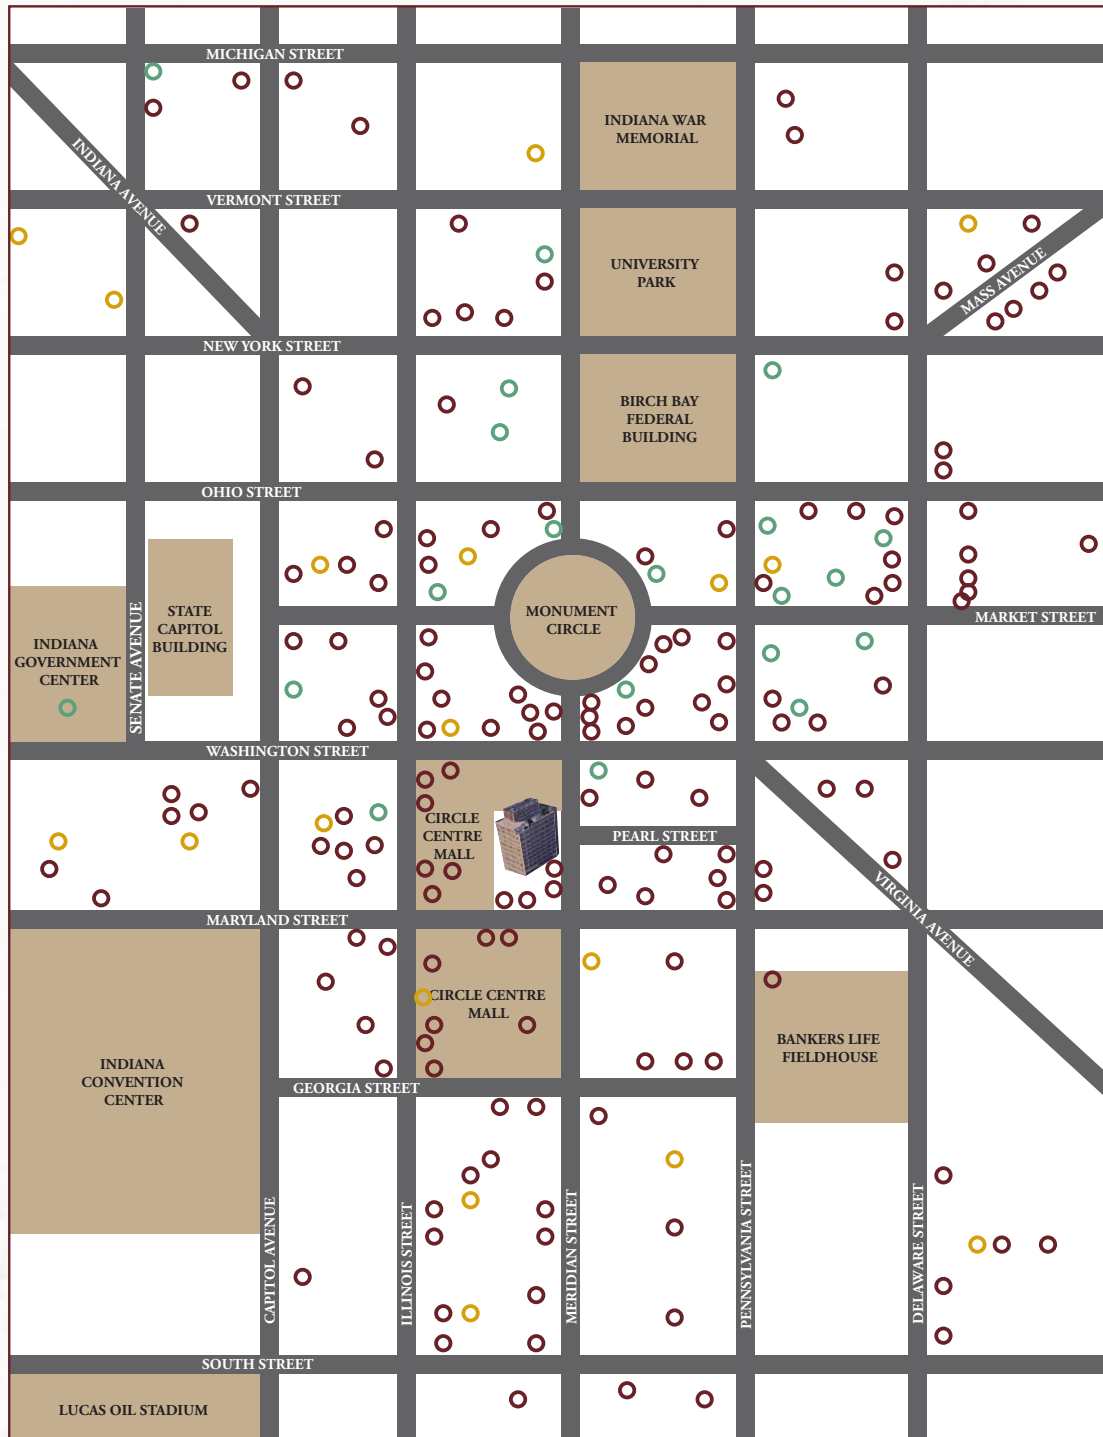 MICHIGAN STREET
INDIANA WAR
MEMORIAL
INDIANA AVENUE
VERMONT STREET
UNIVERSITY
PARK
MASS AVENUE
NEW YORK STREET
BIRCH BAY
FEDERAL
BUILDING
OHIO STREET
STATE
CAPITOL
BUILDING
MONUMENT
CIRCLE
MARKET STREET
INDIANA
GOVERNMENT
CENTER
SENATE AVENUE
WASHINGTON STREET
CIRCLE
CENTRE
MALL
PEARL STREET
VIRGINIA AVENUE
MARYLAND STREET
CIRCLE CENTRE
MALL
BANKERS LIFE
FIELDHOUSE
INDIANA
CONVENTION
CENTER
GEORGIA STREET
CAPITOL AVENUE
ILLINOIS STREET
MERIDIAN STREET
PENNSYLVANIA STREET
DELAWARE STREET
SOUTH STREET
LUCAS OIL STADIUM